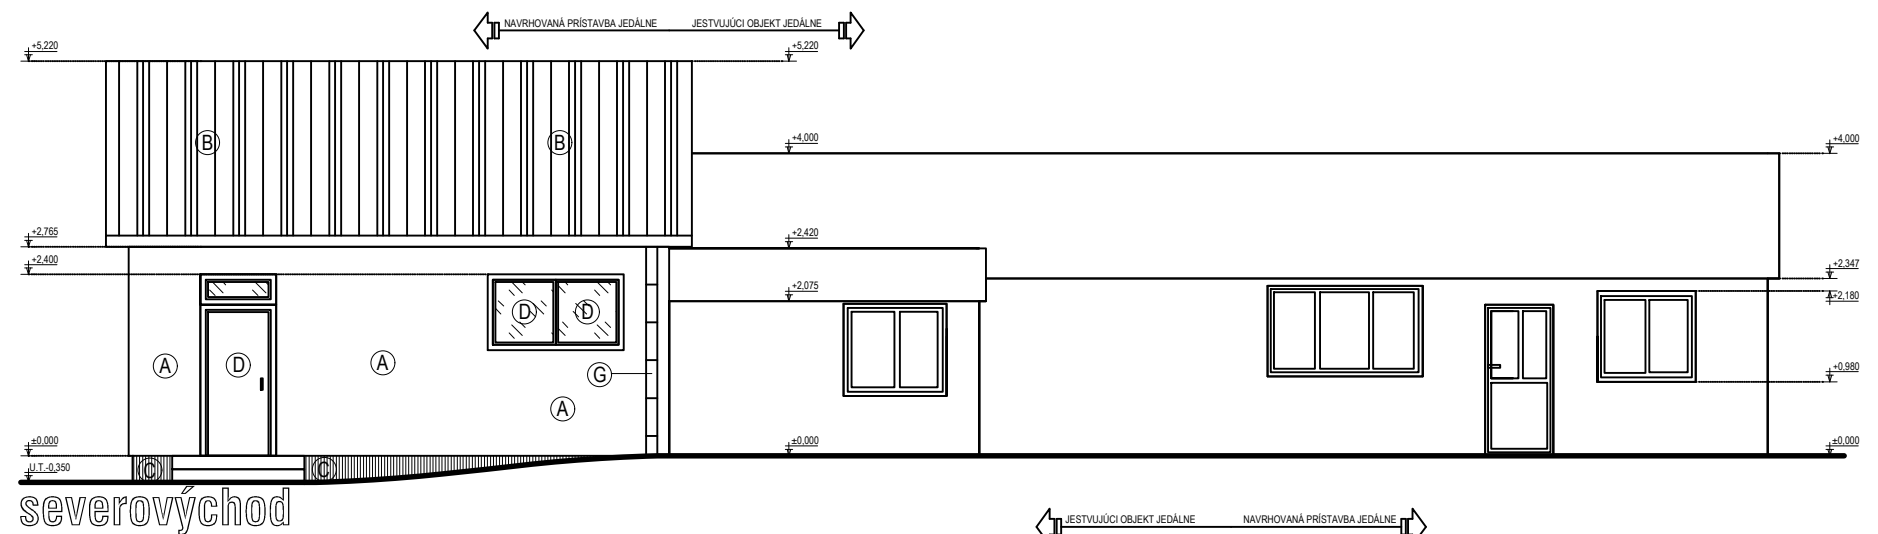 NAVRHOVANÁ PRÍSTAVBA JEDÁLNE JESTVUJÚCI OBJEKT JEDÁLNE
+5,220 +5,220
B B
+4,000 +4,000
+2,765 +2,420
+2,400 +2,347
+2,075 +2,180
D D
A D A G +0,980
A
±0,000 ±0,000 ±0,000
U.T.-0,350 C C
severovýchod
JESTVUJÚCI OBJEKT JEDÁLNE NAVRHOVANÁ PRÍSTAVBA JEDÁLNE